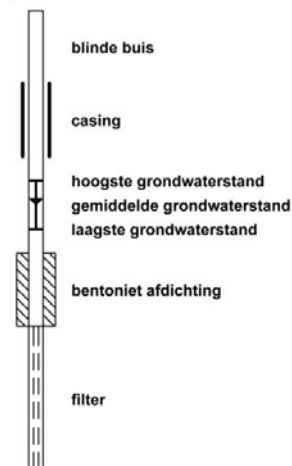 blinde buis
casing
hoogste grondwaterstand
gemiddelde grondwaterstand
laagste grondwaterstand
bentoniet afdichting
filter